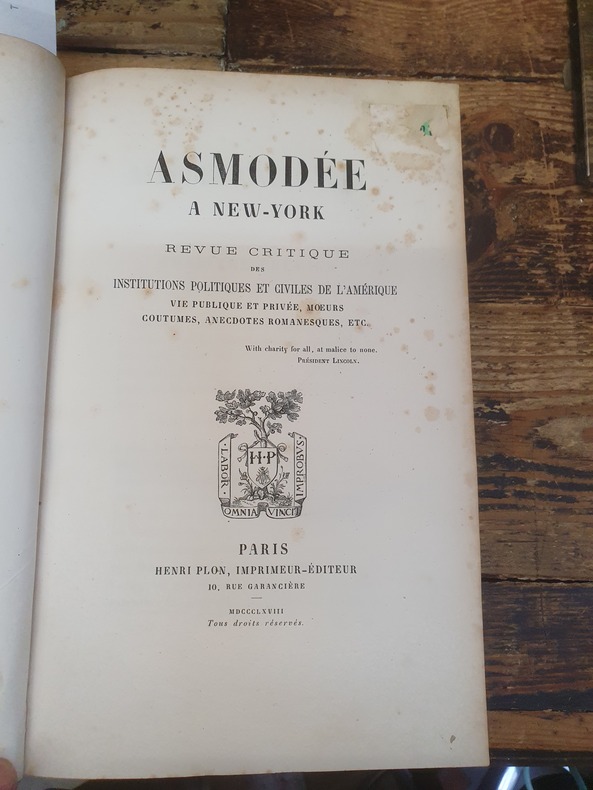 ASMODÉE
A NEW-YORK
REVUE CRITIQUE
DES
INSTITUTIONS POLITIQUES ET CIVILES DE L'AMÉRIQUE
VIE PUBLIQUE ET PRIVÉE, MŒURS
COUTUMES, ANECDOTES ROMANESQUES, ETC.
With charity for all, at malice to none.
PRÉSIDENT LINCOLN.
H·P
LABOR · OMNIA VINCIT IMPROBVS ·
PARIS
HENRI PLON, IMPRIMEUR-ÉDITEUR
10, RUE GARANCIÈRE
MDCCCLXVIII
Tous droits réservés.